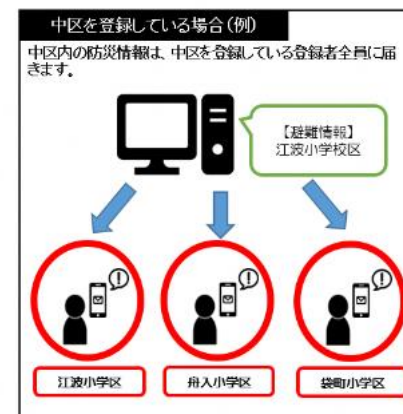 中区を登録している場合(例)
中区内の防災情報は、中区を登録している登録者全員に届
きます。
【避難情報】
江波小学校区
江波小学区
舟入小学区
袋町小学区